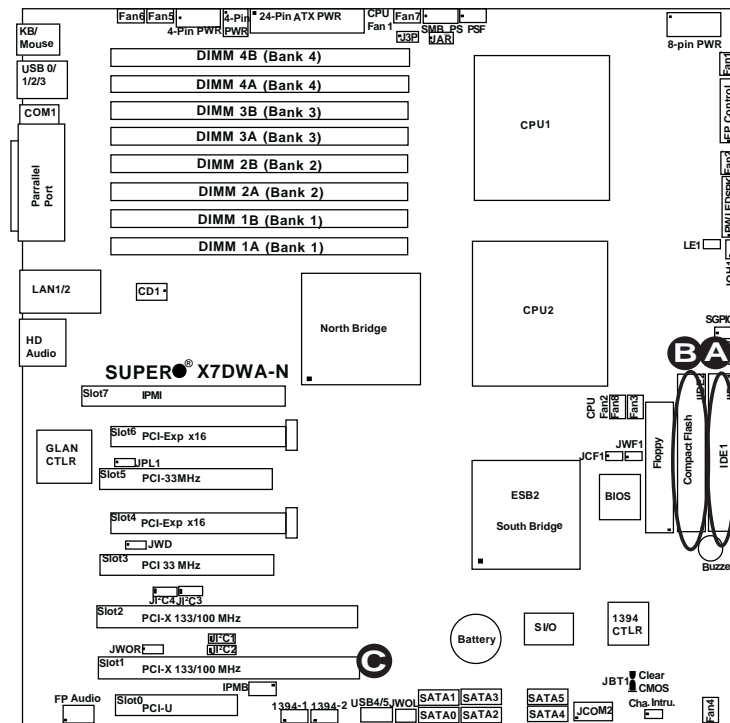 Fan6 Fan5
4-Pin PWR
4-Pin PWR
24-Pin ATX PWR
CPU Fan 1
Fan7
J3P
SMB_PS
PSF
JAR
8-pin PWR
KB/ Mouse
USB 0/ 1/2/3
COM1
Parrallel Port
DIMM 4B (Bank 4)
DIMM 4A (Bank 4)
DIMM 3B (Bank 3)
DIMM 3A (Bank 3)
DIMM 2B (Bank 2)
DIMM 2A (Bank 2)
DIMM 1B (Bank 1)
DIMM 1A (Bank 1)
CPU1
Fan1
FP Control
Fan2
LE1
LAN1/2
CD1
North Bridge
CPU2
HD Audio
SUPER® X7DWA-N
B
A
Slot7
IPMI
Slot6
PCI-Exp x16
GLAN CTLR
JPL1
Slot5
PCI-33MHz
Slot4
PCI-Exp x16
JWD
Slot3
PCI 33 MHz
JI²C4
JI²C3
Slot2
PCI-X 133/100 MHz
JI²C1
JI²C2
JWOR
Slot1
PCI-X 133/100 MHz
C
IPMB
Slot0
PCI-U
FP Audio
1394-1
1394-2
USB4/5
JWOL
CPU Fan2
Fan8
Fan3
JWF1
JCF1
Floppy
Compact Flash
IDE1
ESB2
South Bridge
BIOS
Buzze
Battery
SI/O
1394 CTLR
JBT1
Clear CMOS
Cha. Intru.
SATA1
SATA3
SATA5
SATA0
SATA2
SATA4
JCOM2
Fan4